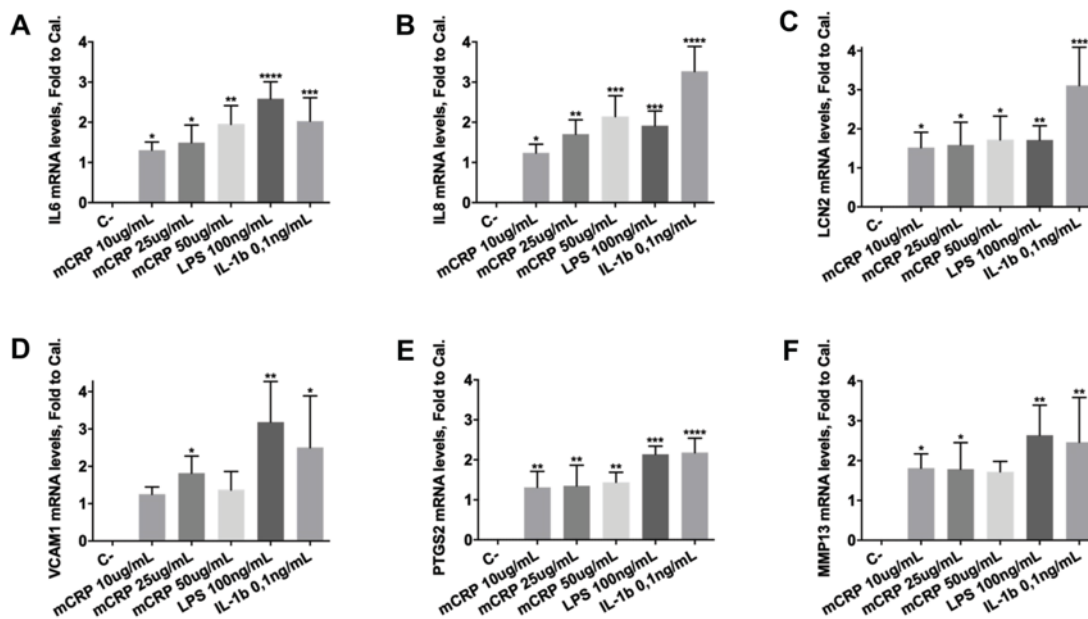 A
IL6 mRNA levels, Fold to Cal.
4
3
2
1
0
*
*
**
****
***
C-
mCRP 10ug/mL
mCRP 25ug/mL
mCRP 50ug/mL
LPS 100ng/mL
IL-1b 0,1ng/mL
B
IL8 mRNA levels, Fold to Cal.
4
3
2
1
0
*
**
***
***
****
C-
mCRP 10ug/mL
mCRP 25ug/mL
mCRP 50ug/mL
LPS 100ng/mL
IL-1b 0,1ng/mL
C
LCN2 mRNA levels, Fold to Cal.
4
3
2
1
0
*
*
*
**
***
C-
mCRP 10ug/mL
mCRP 25ug/mL
mCRP 50ug/mL
LPS 100ng/mL
IL-1b 0,1ng/mL
D
VCAM1 mRNA levels, Fold to Cal.
4
3
2
1
0
*
**
*
C-
mCRP 10ug/mL
mCRP 25ug/mL
mCRP 50ug/mL
LPS 100ng/mL
IL-1b 0,1ng/mL
E
PTGS2 mRNA levels, Fold to Cal.
4
3
2
1
0
**
**
**
***
****
C-
mCRP 10ug/mL
mCRP 25ug/mL
mCRP 50ug/mL
LPS 100ng/mL
IL-1b 0,1ng/mL
F
MMP13 mRNA levels, Fold to Cal.
4
3
2
1
0
*
*
**
**
C-
mCRP 10ug/mL
mCRP 25ug/mL
mCRP 50ug/mL
LPS 100ng/mL
IL-1b 0,1ng/mL